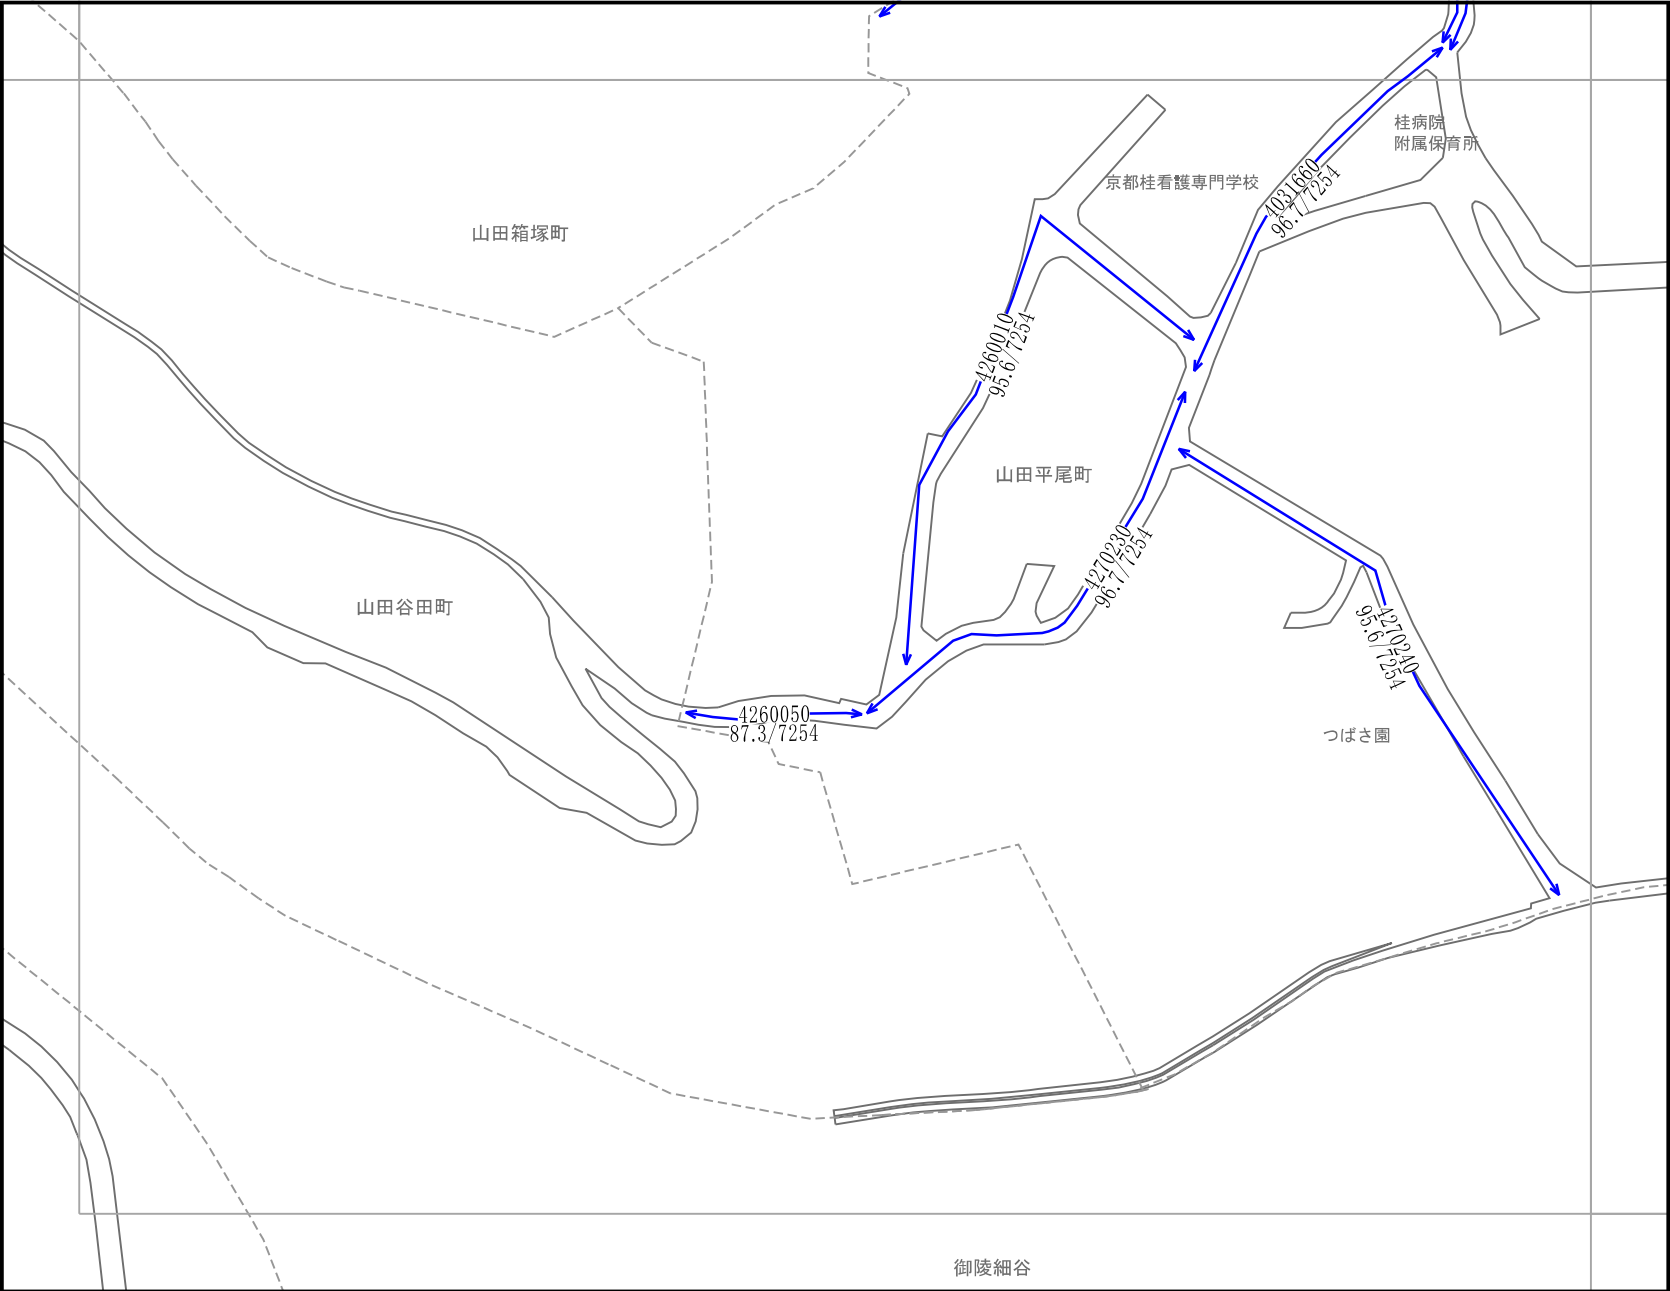 桂病院
附属保育所
京都桂看護専門学校
4031660
96.7/7254
山田箱塚町
4260010
95.6/7254
山田平尾町
4270230
96.7/7254
山田谷田町
4270240
95.6/7254
4260050
87.3/7254
つばさ園
御陵細谷